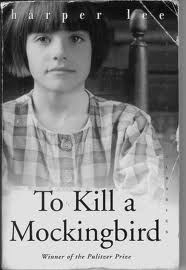 harper lee
To Kill a
Mockingbird
Winner of the Pulitzer Prize